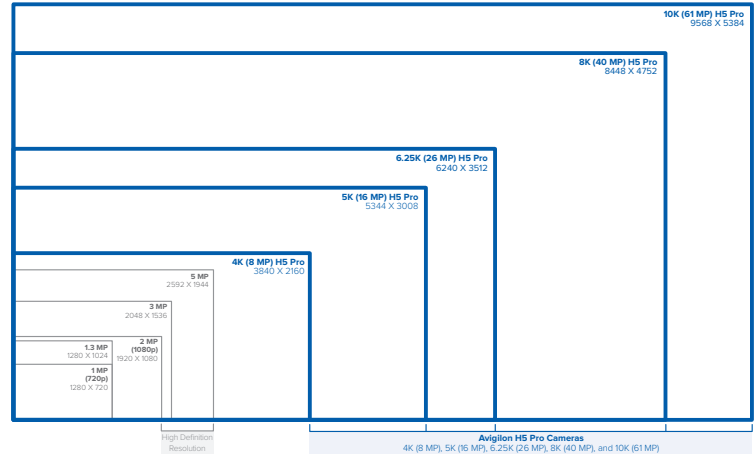 10K (61 MP) H5 Pro
9568 X 5384
8K (40 MP) H5 Pro
8448 X 4752
6.25K (26 MP) H5 Pro
6240 X 3512
5K (16 MP) H5 Pro
5344 X 3008
4K (8 MP) H5 Pro
3840 X 2160
5 MP
2592 X 1944
3 MP
2048 X 1536
2 MP
(1080p)
1920 X 1080
1.3 MP
1280 X 1024
1 MP
(720p)
1280 X 720
High Definition
Resolution
Avigilon H5 Pro Cameras
4K (8 MP), 5K (16 MP), 6.25K (26 MP), 8K (40 MP), and 10K (61 MP)